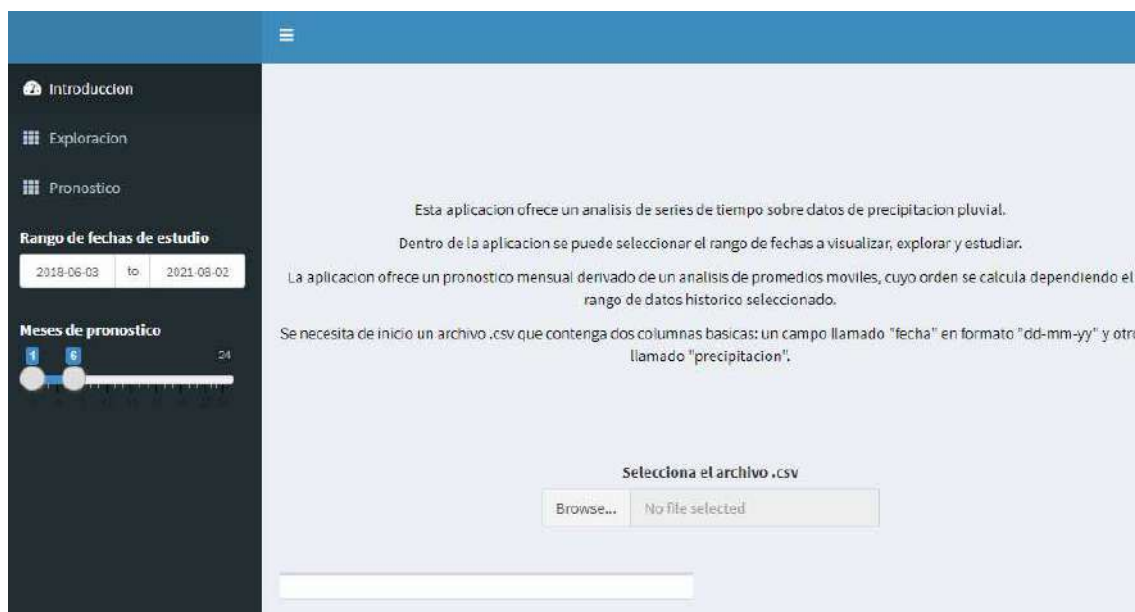 Introduccion
Exploracion
Pronostico
Rango de fechas de estudio
2018-06-03 to 2021-08-02
Meses de pronostico
1 6 24
Esta aplicacion ofrece un analisis de series de tiempo sobre datos de precipitacion pluvial.
Dentro de la aplicacion se puede seleccionar el rango de fechas a visualizar, explorar y estudiar.
La aplicacion ofrece un pronostico mensual derivado de un analisis de promedios moviles, cuyo orden se calcula dependiendo el
rango de datos historico seleccionado.
Se necesita de inicio un archivo .csv que contenga dos columnas basicas: un campo llamado "fecha" en formato "dd-mm-yy" y otro
llamado "precipitacion".
Selecciona el archivo .csv
Browse... No file selected